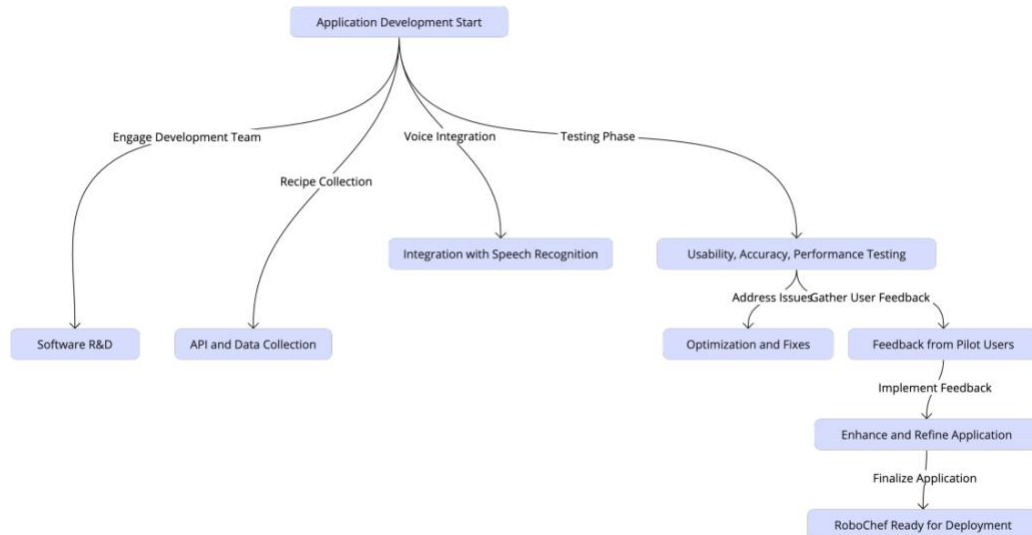 Application Development Start
Engage Development Team
Voice Integration
Testing Phase
Recipe Collection
Integration with Speech Recognition
Usability, Accuracy, Performance Testing
Address Issues
Gather User Feedback
Software R&D
API and Data Collection
Optimization and Fixes
Feedback from Pilot Users
Implement Feedback
Enhance and Refine Application
Finalize Application
RoboChef Ready for Deployment